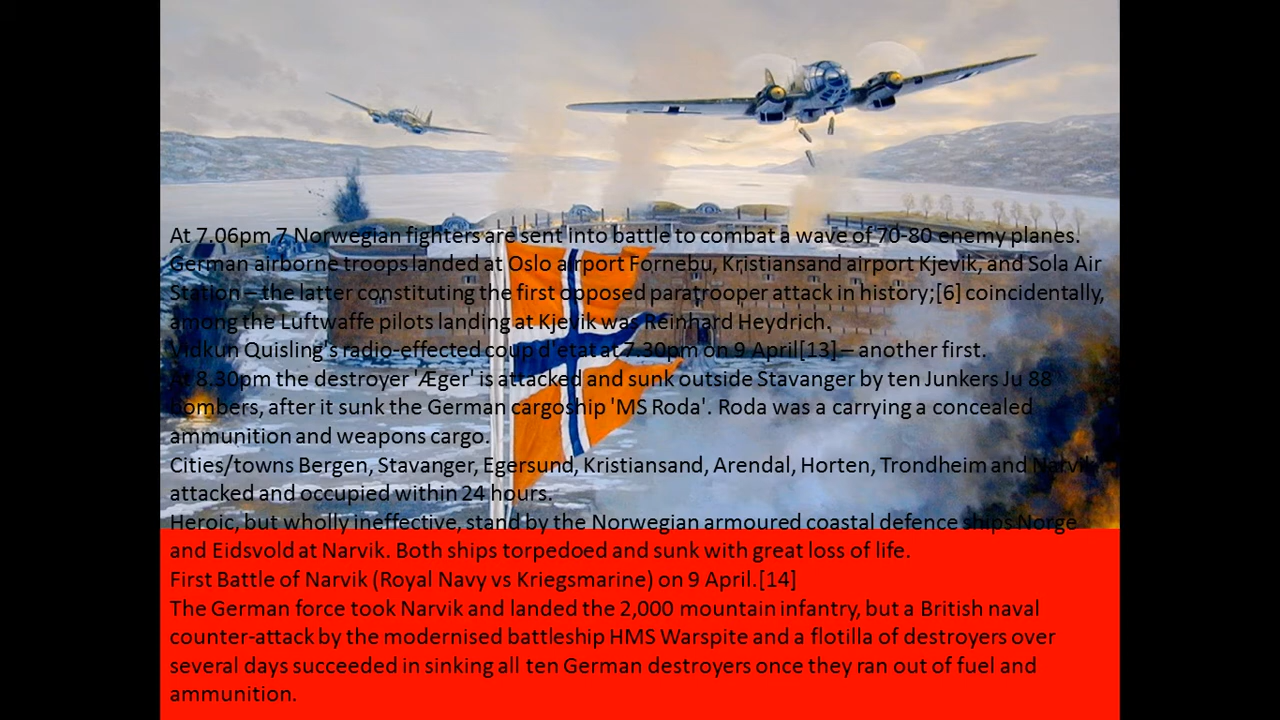 At 7.06pm 7 Norwegian fighters are sent into battle to combat a wave of 70-80 enemy planes.
German airborne troops landed at Oslo airport Fornebu, Kristiansand airport Kjevik, and Sola Air
Station – the latter constituting the first opposed paratrooper attack in history;[6] coincidentally,
among the Luftwaffe pilots landing at Kjevik was Reinhard Heydrich.
Vidkun Quisling's radio-effected coup d'etat at 7.30pm on 9 April[13] – another first.
At 8.30pm the destroyer 'Æger' is attacked and sunk outside Stavanger by ten Junkers Ju 88
bombers, after it sunk the German cargoship 'MS Roda'. Roda was a carrying a concealed
ammunition and weapons cargo.
Cities/towns Bergen, Stavanger, Egersund, Kristiansand, Arendal, Horten, Trondheim and Narvik
attacked and occupied within 24 hours.
Heroic, but wholly ineffective, stand by the Norwegian armoured coastal defence ships Norge
and Eidsvold at Narvik. Both ships torpedoed and sunk with great loss of life.
First Battle of Narvik (Royal Navy vs Kriegsmarine) on 9 April.[14]
The German force took Narvik and landed the 2,000 mountain infantry, but a British naval
counter-attack by the modernised battleship HMS Warspite and a flotilla of destroyers over
several days succeeded in sinking all ten German destroyers once they ran out of fuel and
ammunition.